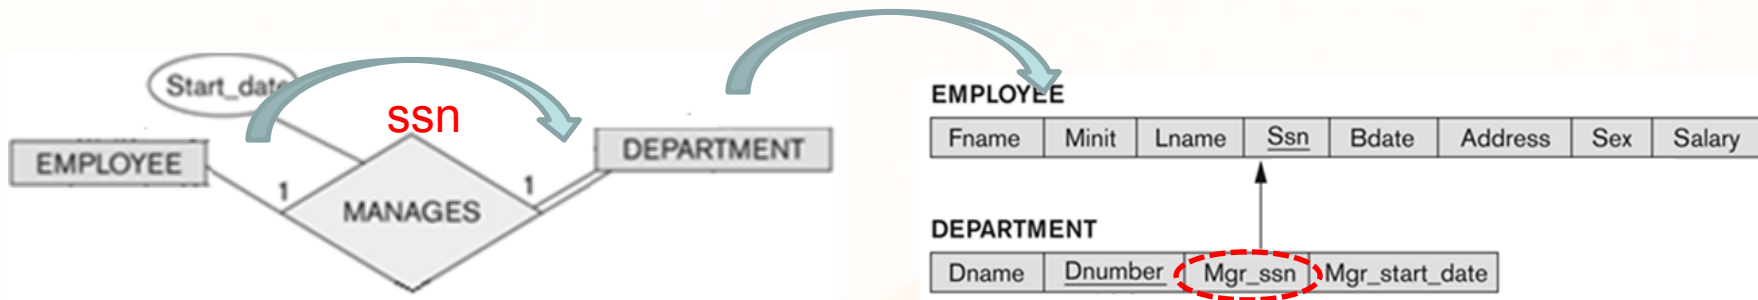 Start_date
ssn
EMPLOYEE
DEPARTMENT
1
1
MANAGES
EMPLOYEE
Fname Minit Lname Ssn Bdate Address Sex Salary
DEPARTMENT
Dname Dnumber Mgr_ssn Mgr_start_date